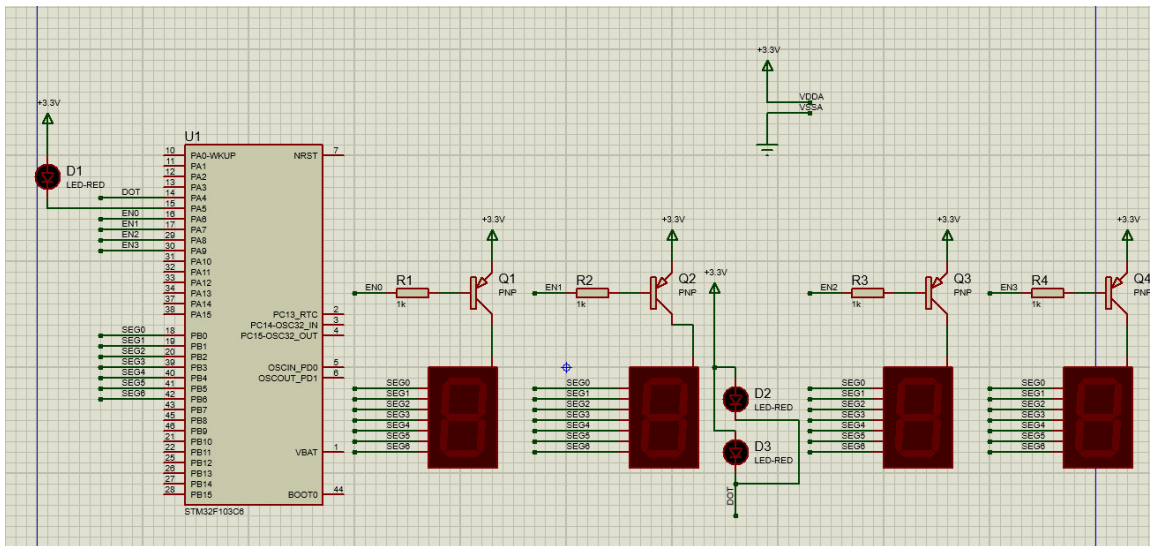 +3.3V
VDDA
VSSA
+3.3V
D1
LED-RED
U1
10 PA0-WKUP NRST 7
11 PA1
12 PA2
13 PA3
DOT 14 PA4
15 PA5
EN0 16 PA6
EN1 17 PA7
EN2 29 PA8
EN3 30 PA9
31 PA10
32 PA11
33 PA12
34 PA13
37 PA14
38 PA15
PC13_RTC 2
PC14-OSC32_IN 3
PC15-OSC32_OUT 4
SEG0 18 PB0
SEG1 19 PB1
SEG2 20 PB2
SEG3 39 PB3
SEG4 40 PB4
SEG5 41 PB5
SEG6 42 PB6
43 PB7
45 PB8
46 PB9
21 PB10
22 PB11
25 PB12
26 PB13
27 PB14
28 PB15
OSCIN_PD0 5
OSCOUT_PD1 6
VBAT 1
BOOT0 44
STM32F103C6
+3.3V
EN0 R1 Q1
1k PNP
SEG0
SEG1
SEG2
SEG3
SEG4
SEG5
SEG6
+3.3V
EN1 R2 Q2
1k PNP
SEG0
SEG1
SEG2
SEG3
SEG4
SEG5
SEG6
+3.3V
D2
LED-RED
D3
LED-RED
DOT
+3.3V
EN2 R3 Q3
1k PNP
SEG0
SEG1
SEG2
SEG3
SEG4
SEG5
SEG6
+3.3V
EN3 R4 Q4
1k PNP
SEG0
SEG1
SEG2
SEG3
SEG4
SEG5
SEG6